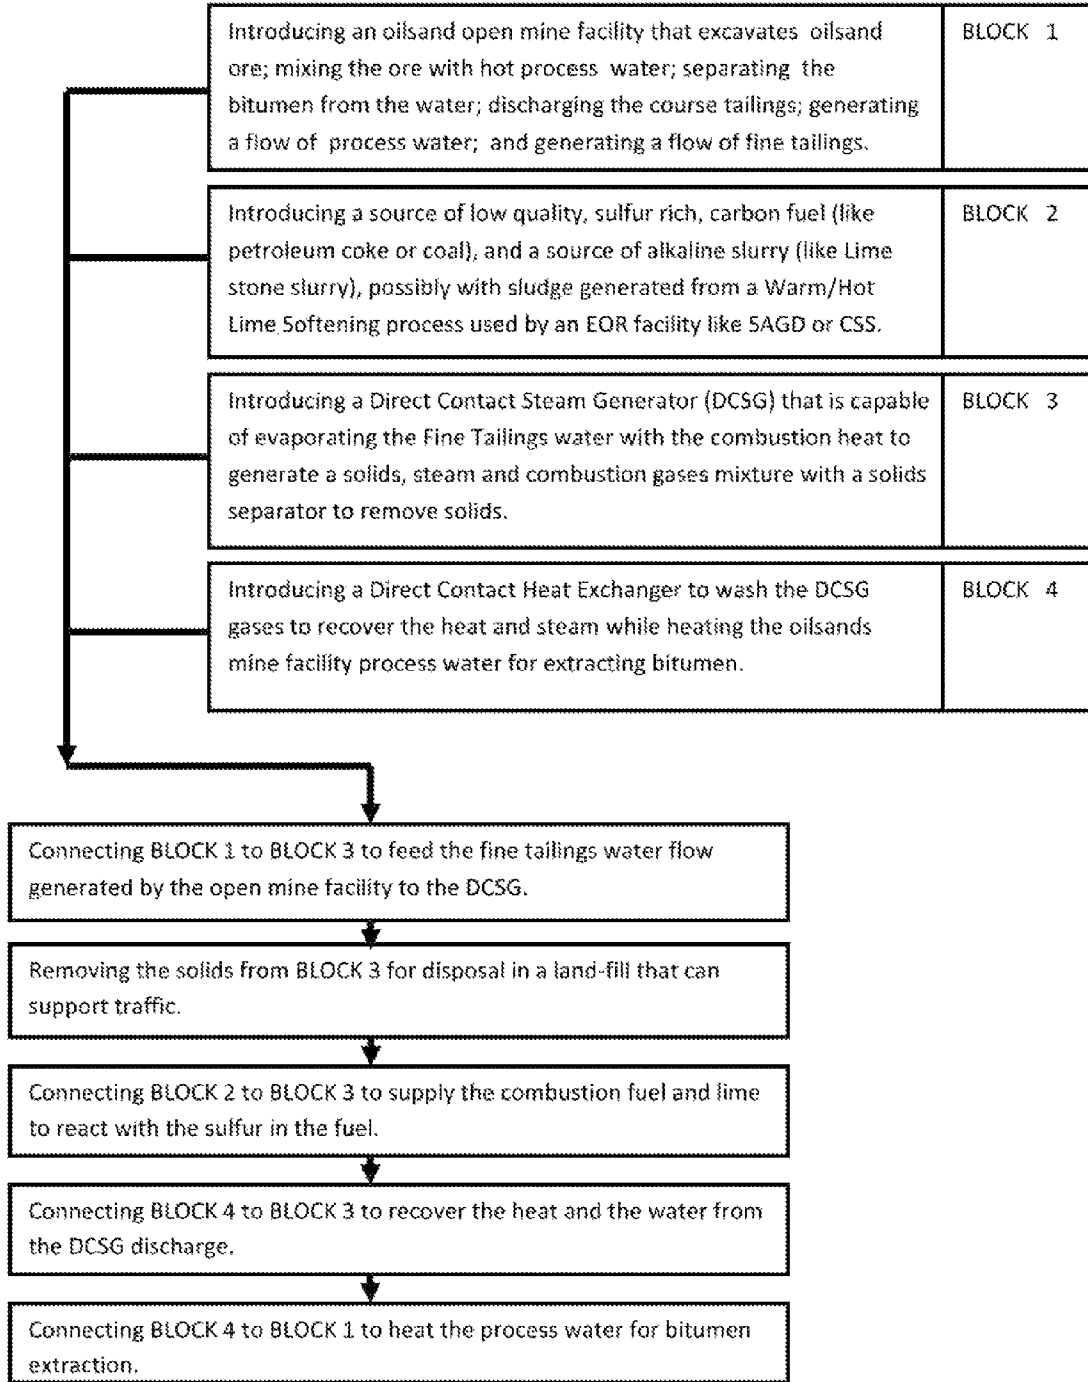 Introducing an oilsand open mine facility that excavates oilsand
BLOCK 1
ore; mixing the ore with hot process water; separating the
bitumen from the water; discharging the course tailings; generating
a flow of process water; and generating a flow of fine tailings.
Introducing a source of low quality, sulfur rich, carbon fuel (like
BLOCK 2
petroleum coke or coal), and a source of alkaline slurry (like Lime
stone slurry), possibly with sludge generated from a Warm/Hot
Lime Softening process used by an EOR facility like SAGD or CSS.
Introducing a Direct Contact Steam Generator (DCSG) that is capable
BLOCK 3
of evaporating the Fine Tailings water with the combustion heat to
generate a solids, steam and combustion gases mixture with a solids
separator to remove solids.
Introducing a Direct Contact Heat Exchanger to wash the DCSG
BLOCK 4
gases to recover the heat and steam while heating the oilsands
mine facility process water for extracting bitumen.
Connecting BLOCK 1 to BLOCK 3 to feed the fine tailings water flow
generated by the open mine facility to the DCSG.
Removing the solids from BLOCK 3 for disposal in a land-fill that can
support traffic.
Connecting BLOCK 2 to BLOCK 3 to supply the combustion fuel and lime
to react with the sulfur in the fuel.
Connecting BLOCK 4 to BLOCK 3 to recover the heat and the water from
the DCSG discharge.
Connecting BLOCK 4 to BLOCK 1 to heat the process water for bitumen
extraction.